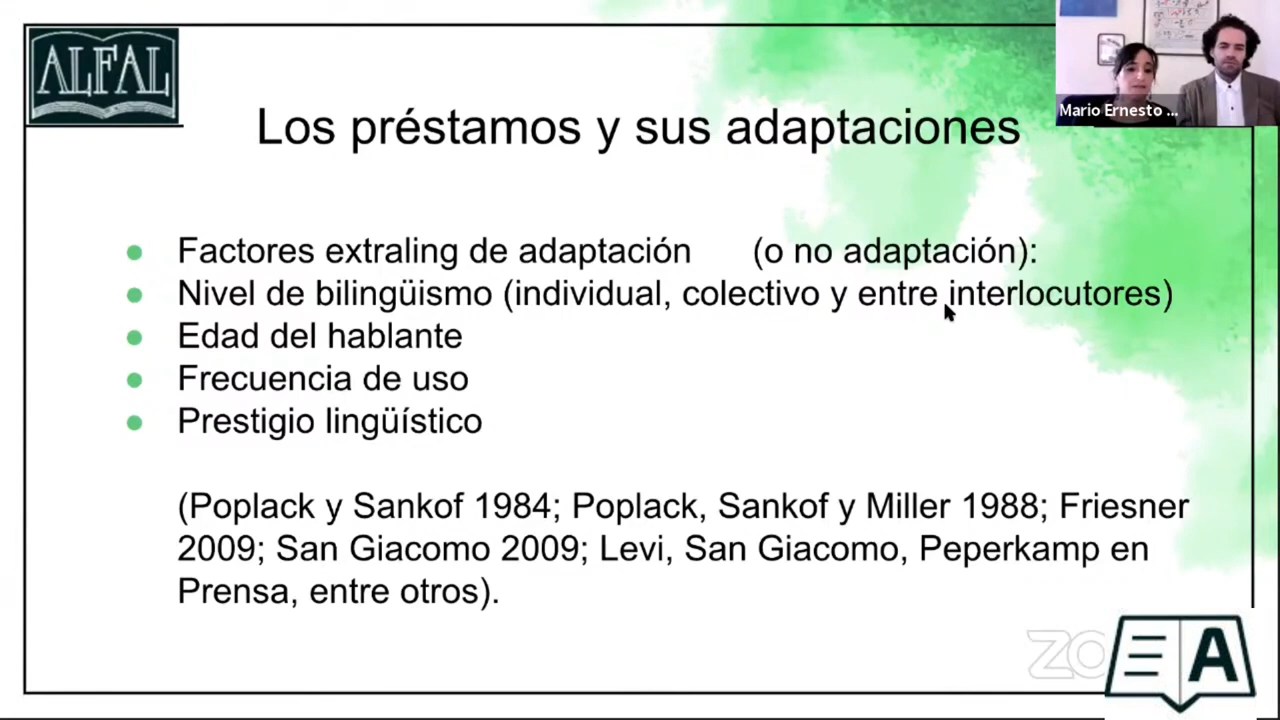 ALFAL
Mario Ernesto ...
Los préstamos y sus adaptaciones
Factores extraling de adaptación (o no adaptación):
Nivel de bilingüismo (individual, colectivo y entre interlocutores)
Edad del hablante
Frecuencia de uso
Prestigio lingüístico
(Poplack y Sankof 1984; Poplack, Sankof y Miller 1988; Friesner
2009; San Giacomo 2009; Levi, San Giacomo, Peperkamp en
Prensa, entre otros).
A